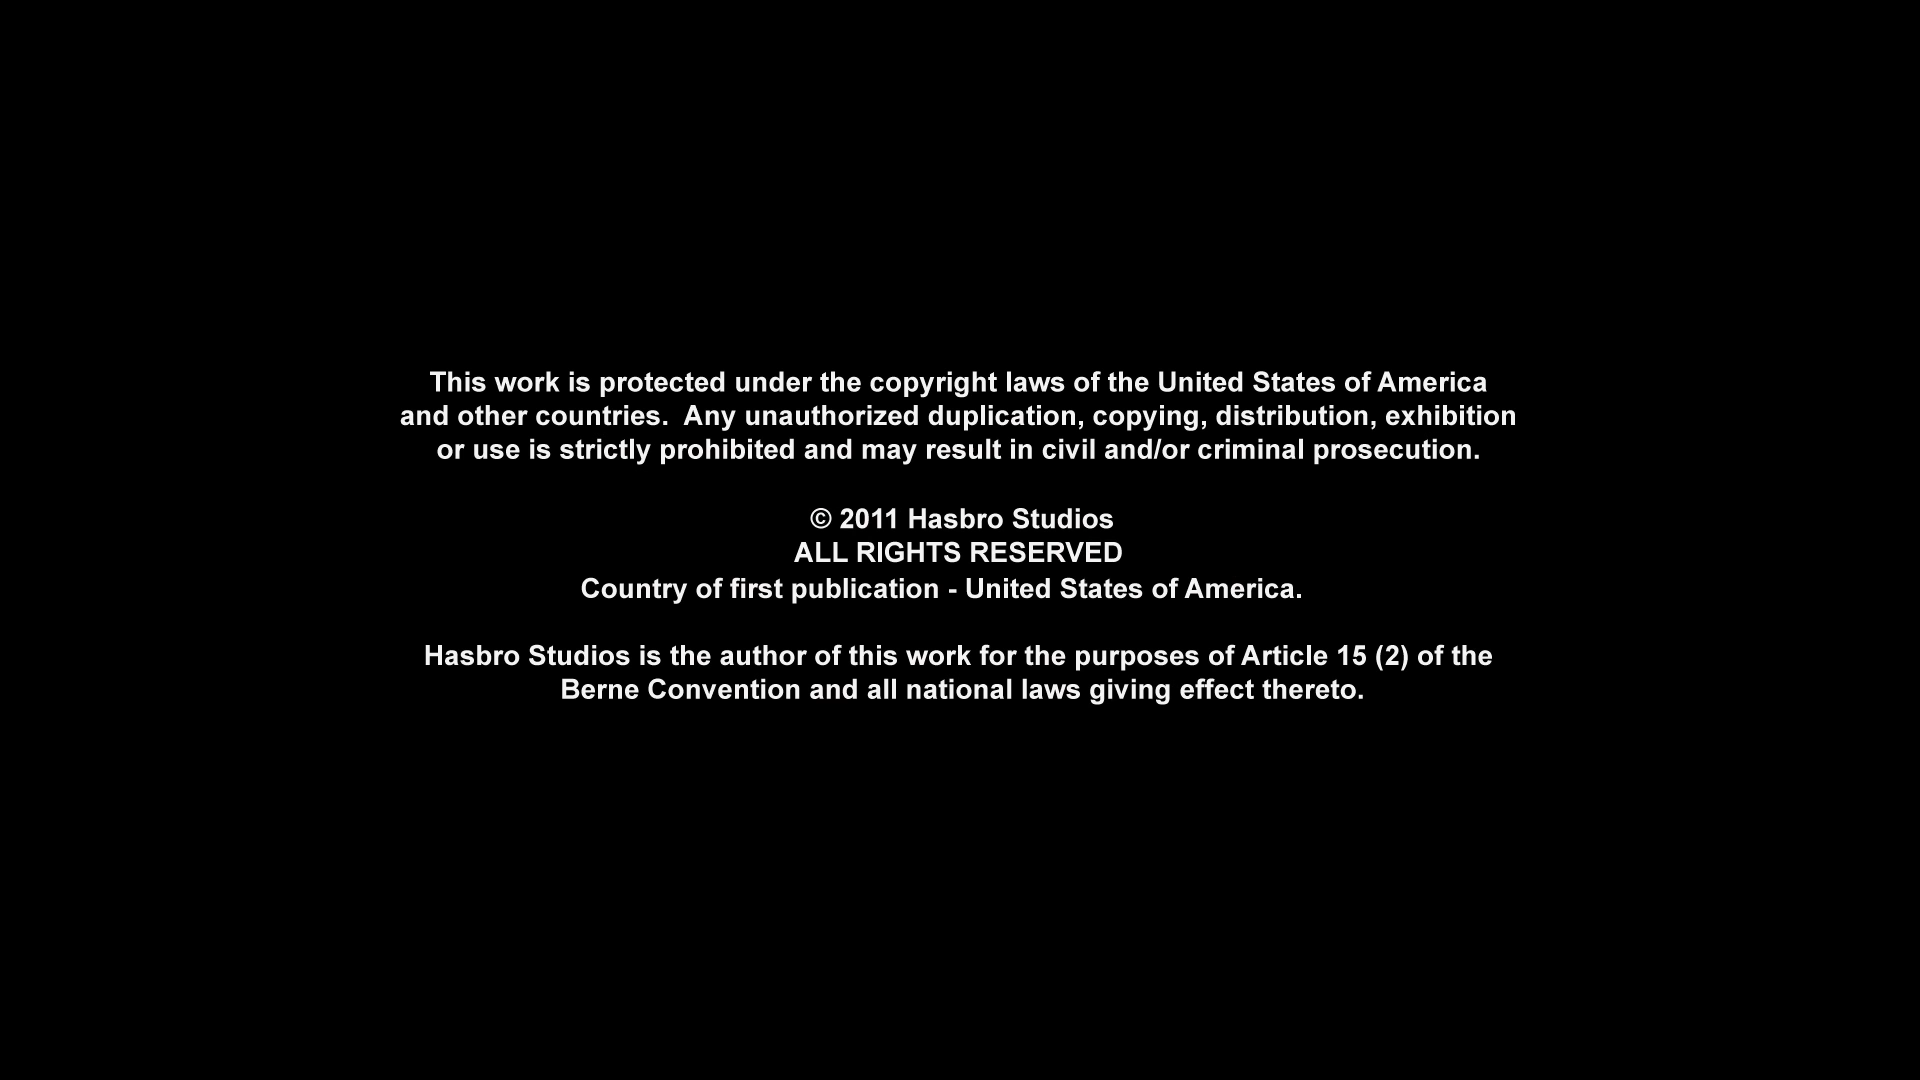 This work is protected under the copyright laws of the United States of America
and other countries.  Any unauthorized duplication, copying, distribution, exhibition
or use is strictly prohibited and may result in civil and/or criminal prosecution.
© 2011 Hasbro Studios
ALL RIGHTS RESERVED
Country of first publication - United States of America.
Hasbro Studios is the author of this work for the purposes of Article 15 (2) of the
Berne Convention and all national laws giving effect thereto.